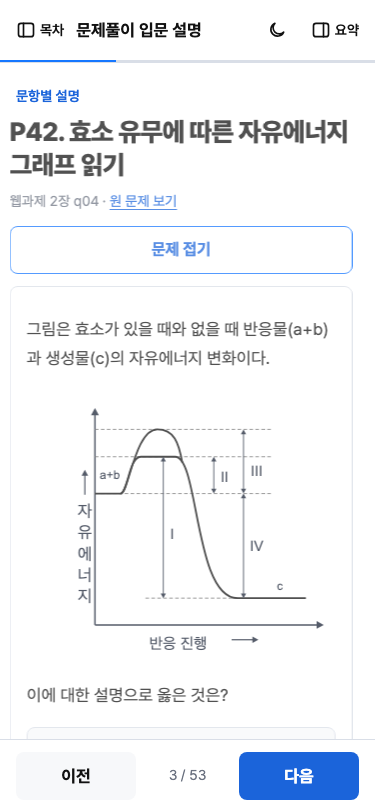 목차 문제풀이 입문 설명 요약
문항별 설명
P42. 효소 유무에 따른 자유에너지
그래프 읽기
웹과제 2장 q04 · 원 문제 보기
문제 접기
그림은 효소가 있을 때와 없을 때 반응물(a+b)
과 생성물(c)의 자유에너지 변화이다.
a+b
III
II
자유에너지
I
IV
c
반응 진행
이에 대한 설명으로 옳은 것은?
이전 3 / 53 다음